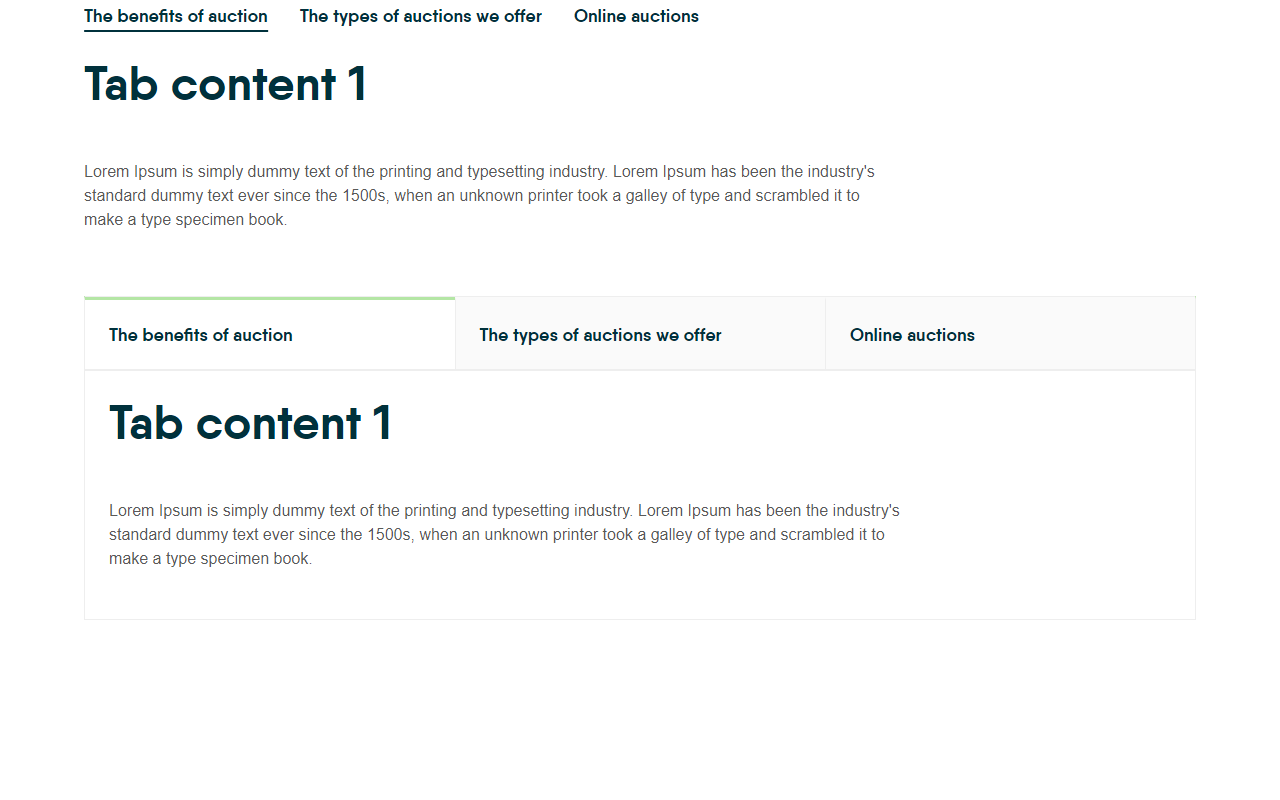 The benefits of auction The types of auctions we offer Online auctions
Tab content 1
Lorem Ipsum is simply dummy text of the printing and typesetting industry. Lorem Ipsum has been the industry's
standard dummy text ever since the 1500s, when an unknown printer took a galley of type and scrambled it to
make a type specimen book.
The benefits of auction The types of auctions we offer Online auctions
Tab content 1
Lorem Ipsum is simply dummy text of the printing and typesetting industry. Lorem Ipsum has been the industry's
standard dummy text ever since the 1500s, when an unknown printer took a galley of type and scrambled it to
make a type specimen book.